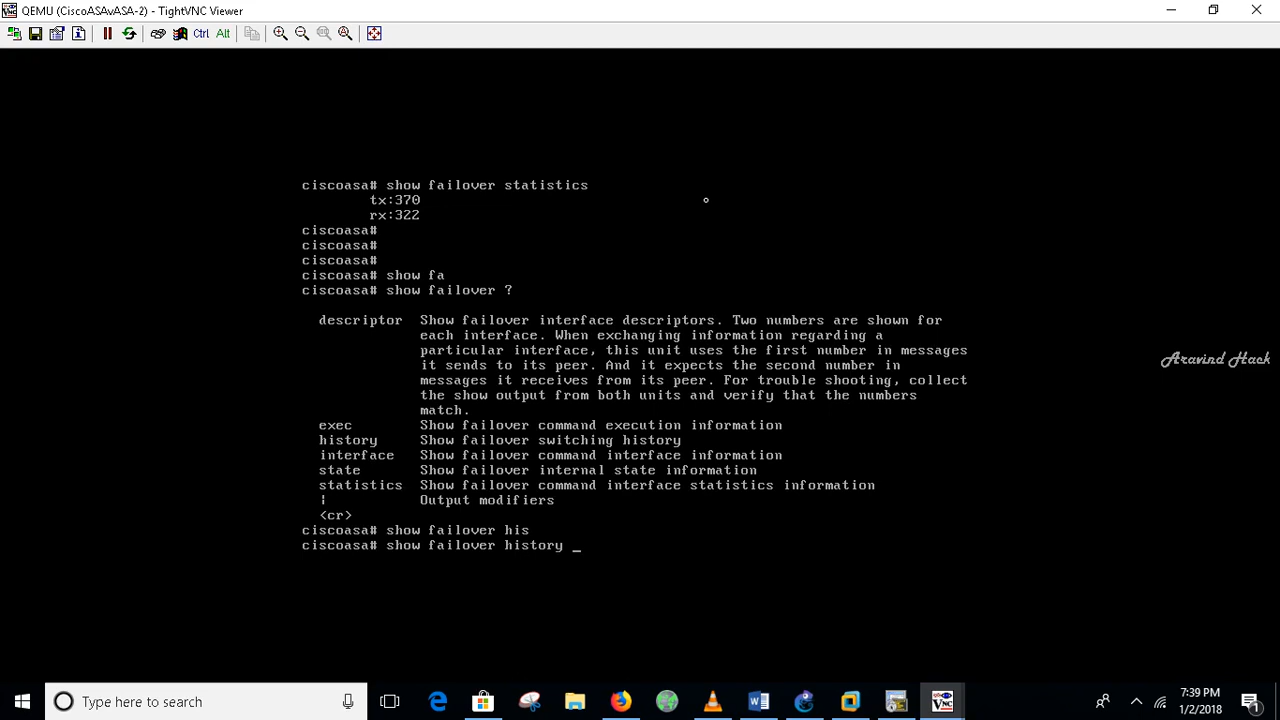 QEMU (CiscoASAvASA-2) - TightVNC Viewer
Ctrl Alt
ciscoasa# show failover statistics
tx:370
rx:322
ciscoasa#
ciscoasa#
ciscoasa#
ciscoasa# show fa
ciscoasa# show failover ?
descriptor Show failover interface descriptors. Two numbers are shown for
each interface. When exchanging information regarding a
particular interface, this unit uses the first number in messages
it sends to its peer. And it expects the second number in
messages it receives from its peer. For trouble shooting, collect
the show output from both units and verify that the numbers
match.
exec Show failover command execution information
history Show failover switching history
interface Show failover command interface information
state Show failover internal state information
statistics Show failover command interface statistics information
| Output modifiers
<cr>
ciscoasa# show failover his
ciscoasa# show failover history _
Aravind Hack
Type here to search
7:39 PM
1/2/2018